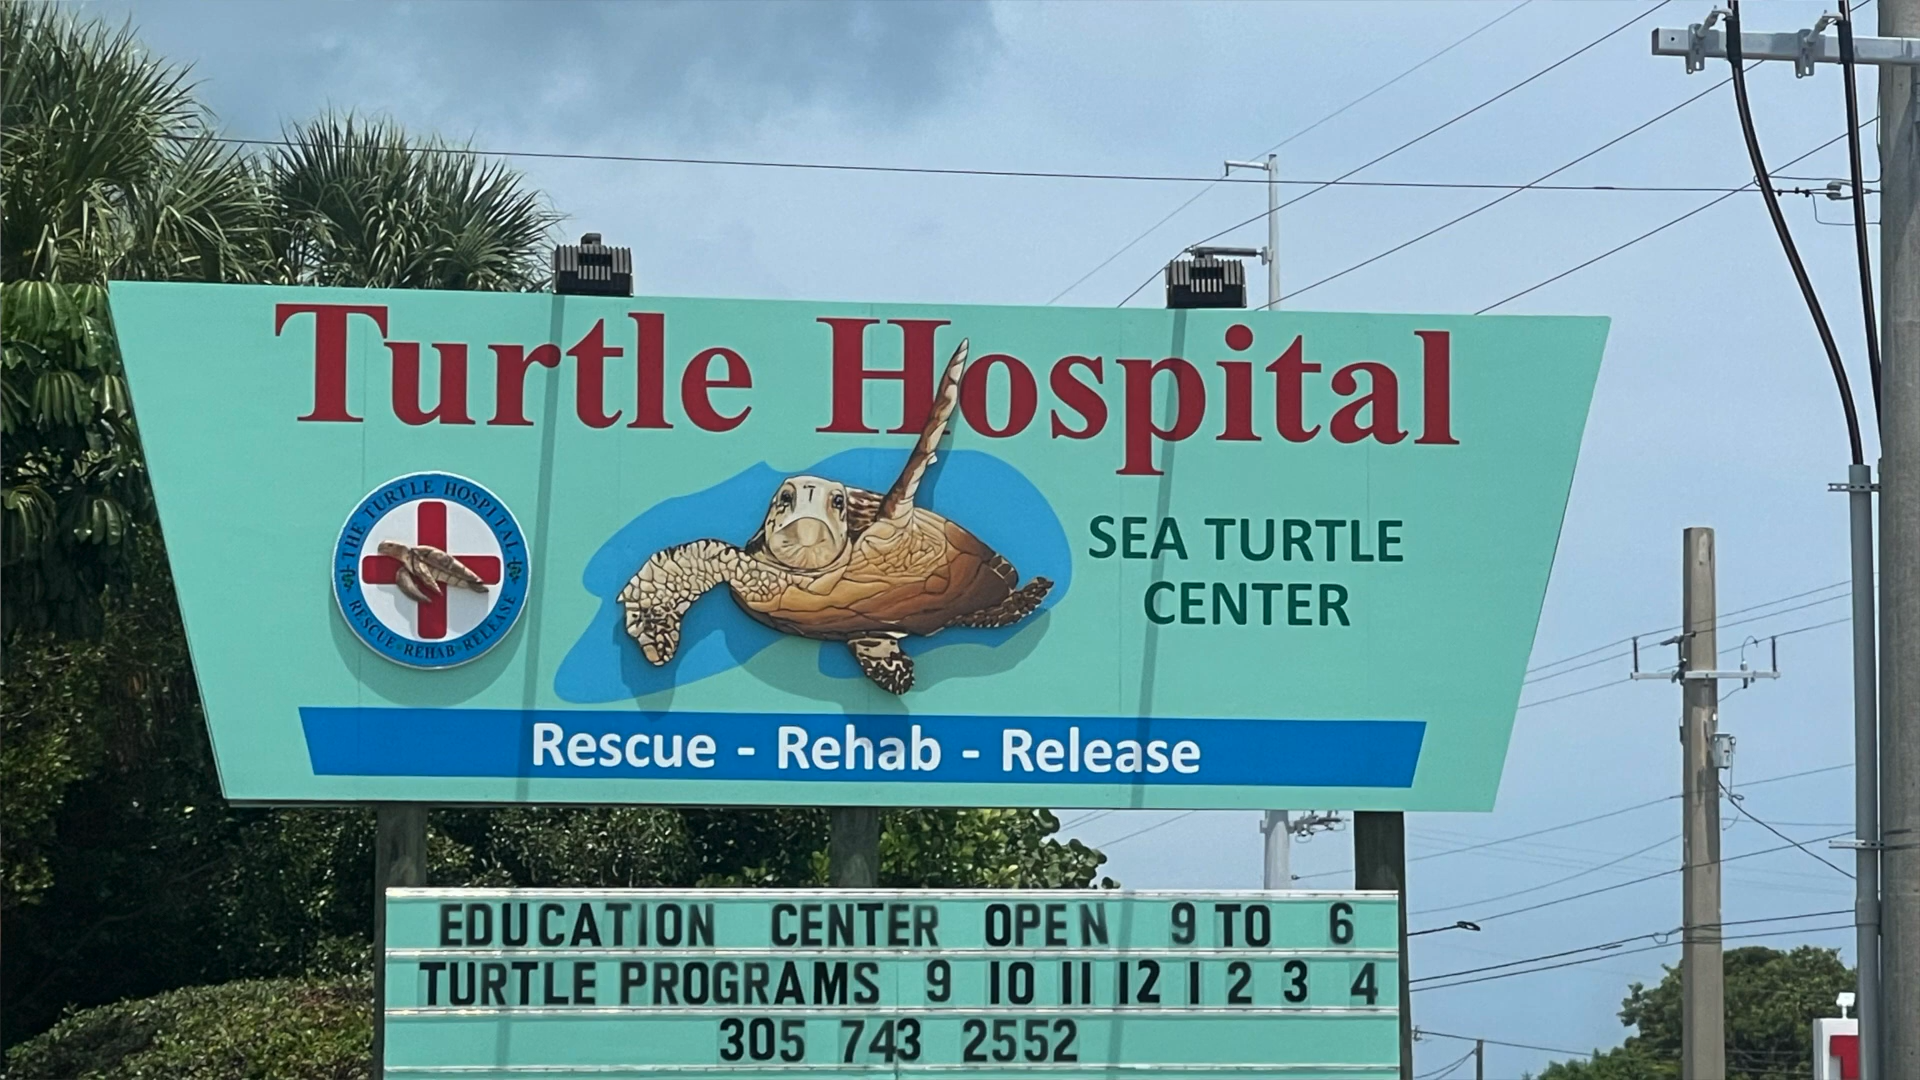 Turtle Hospital
THE TURTLE HOSPITAL
RESCUE REHAB RELEASE
SEA TURTLE
CENTER
Rescue - Rehab - Release
EDUCATION CENTER OPEN 9 TO 6
TURTLE PROGRAMS 9 10 11 12 1 2 3 4
305 743 2552